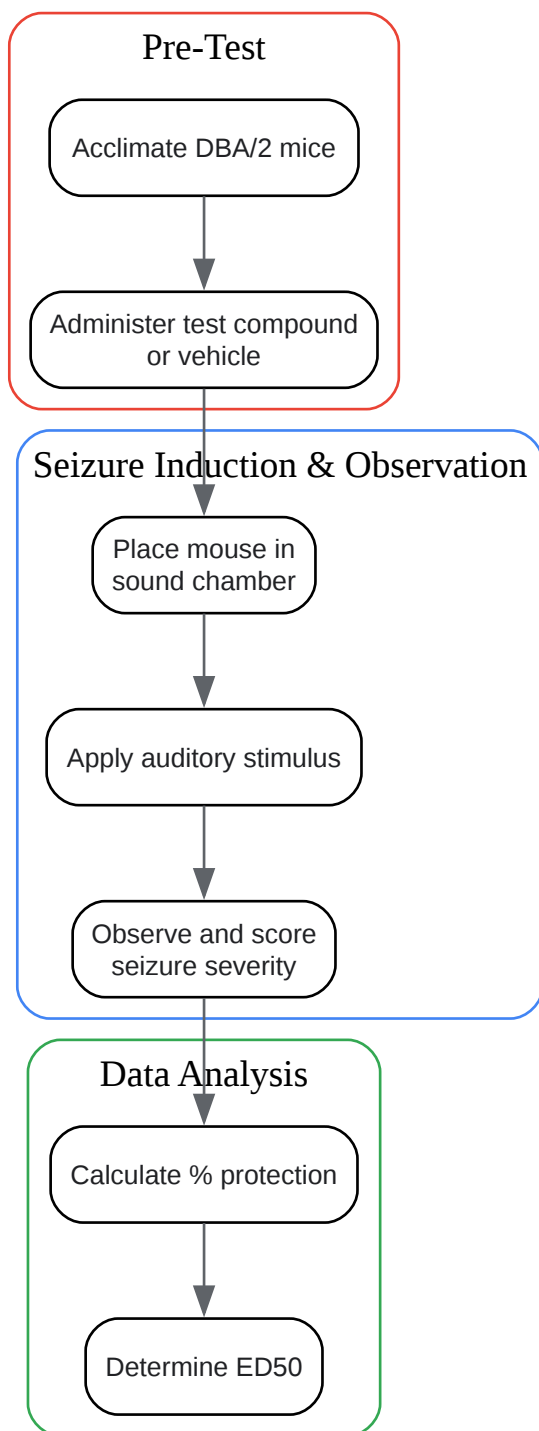 Pre-Test
Acclimate DBA/2 mice
Administer test compound
or vehicle
Seizure Induction & Observation
Place mouse in
sound chamber
Apply auditory stimulus
Observe and score
seizure severity
Data Analysis
Calculate % protection
Determine ED50